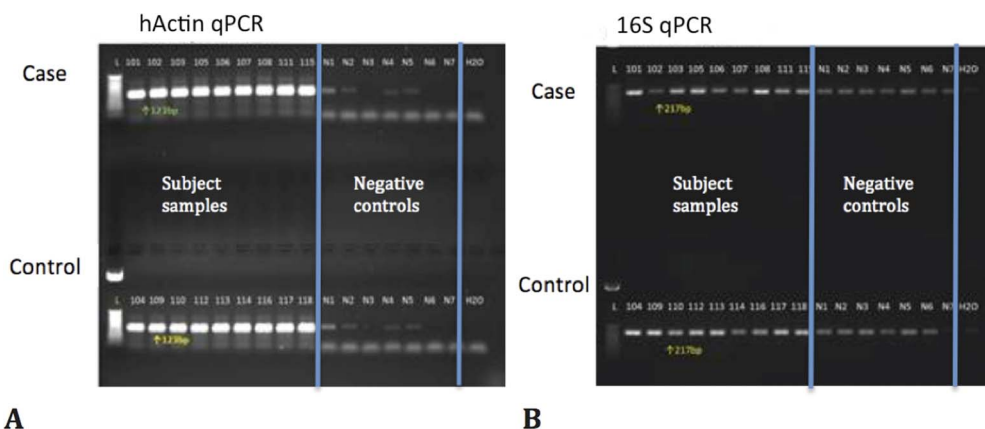 hActin qPCR
Case
L 101 102 103 105 106 107 108 111 115 N1 N2 N3 N4 N5 N6 N7 H2O
↑123bp
Subject
samples
Negative
controls
Control
L 104 109 110 112 113 114 116 117 118 N1 N2 N3 N4 N5 N6 N7 H2O
↑123bp
A
16S qPCR
Case
L 101 102 103 105 106 107 108 111 115 N1 N2 N3 N4 N5 N6 N7 H2O
↑217bp
Subject
samples
Negative
controls
Control
L 104 109 110 112 113 114 116 117 118 N1 N2 N3 N4 N5 N6 N7 H2O
↑217bp
B